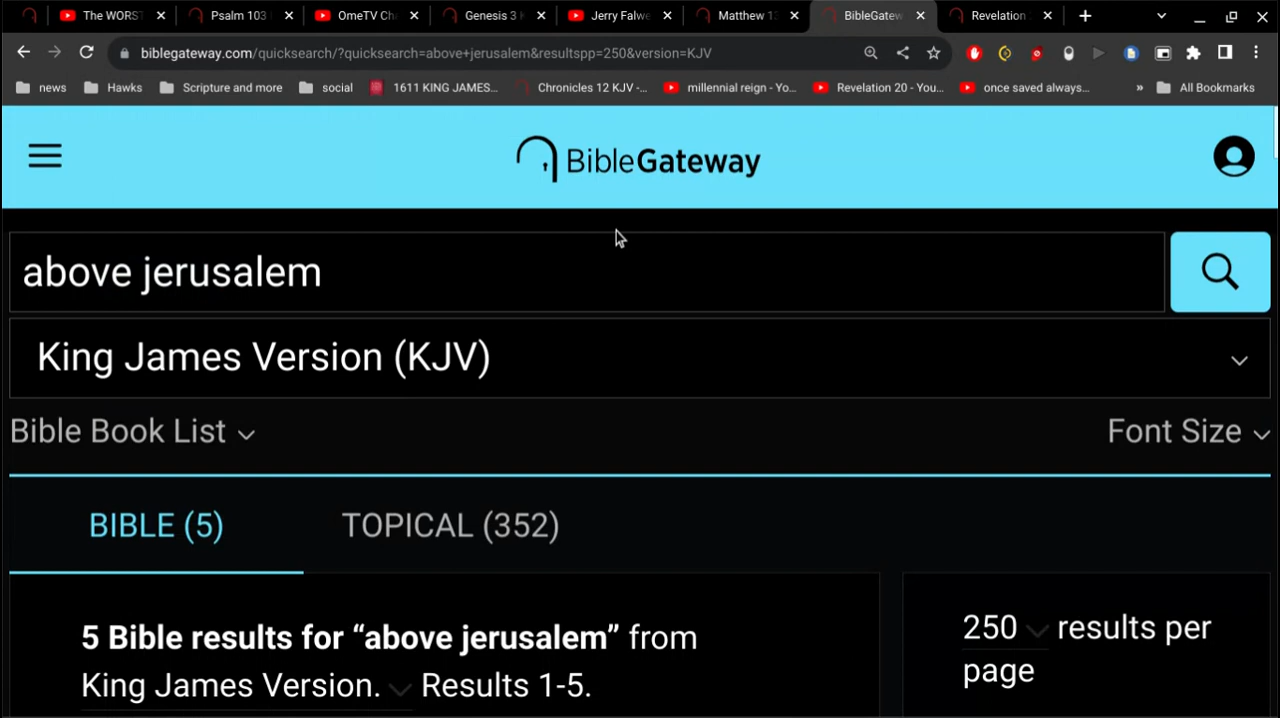 The WORST
Psalm 103
OmeTV Cha
Genesis 3 K
Jerry Falwe
Matthew 13
BibleGatew
Revelation
biblegateway.com/quicksearch/?quicksearch=above+jerusalem&resultspp=250&version=KJV
news
Hawks
Scripture and more
social
1611 KING JAMES...
Chronicles 12 KJV -...
millennial reign - Yo...
Revelation 20 - You...
once saved always...
»
All Bookmarks
BibleGateway
above jerusalem
King James Version (KJV)
Bible Book List
Font Size
BIBLE (5)
TOPICAL (352)
5 Bible results for “above jerusalem” from
King James Version. Results 1-5.
250 results per
page